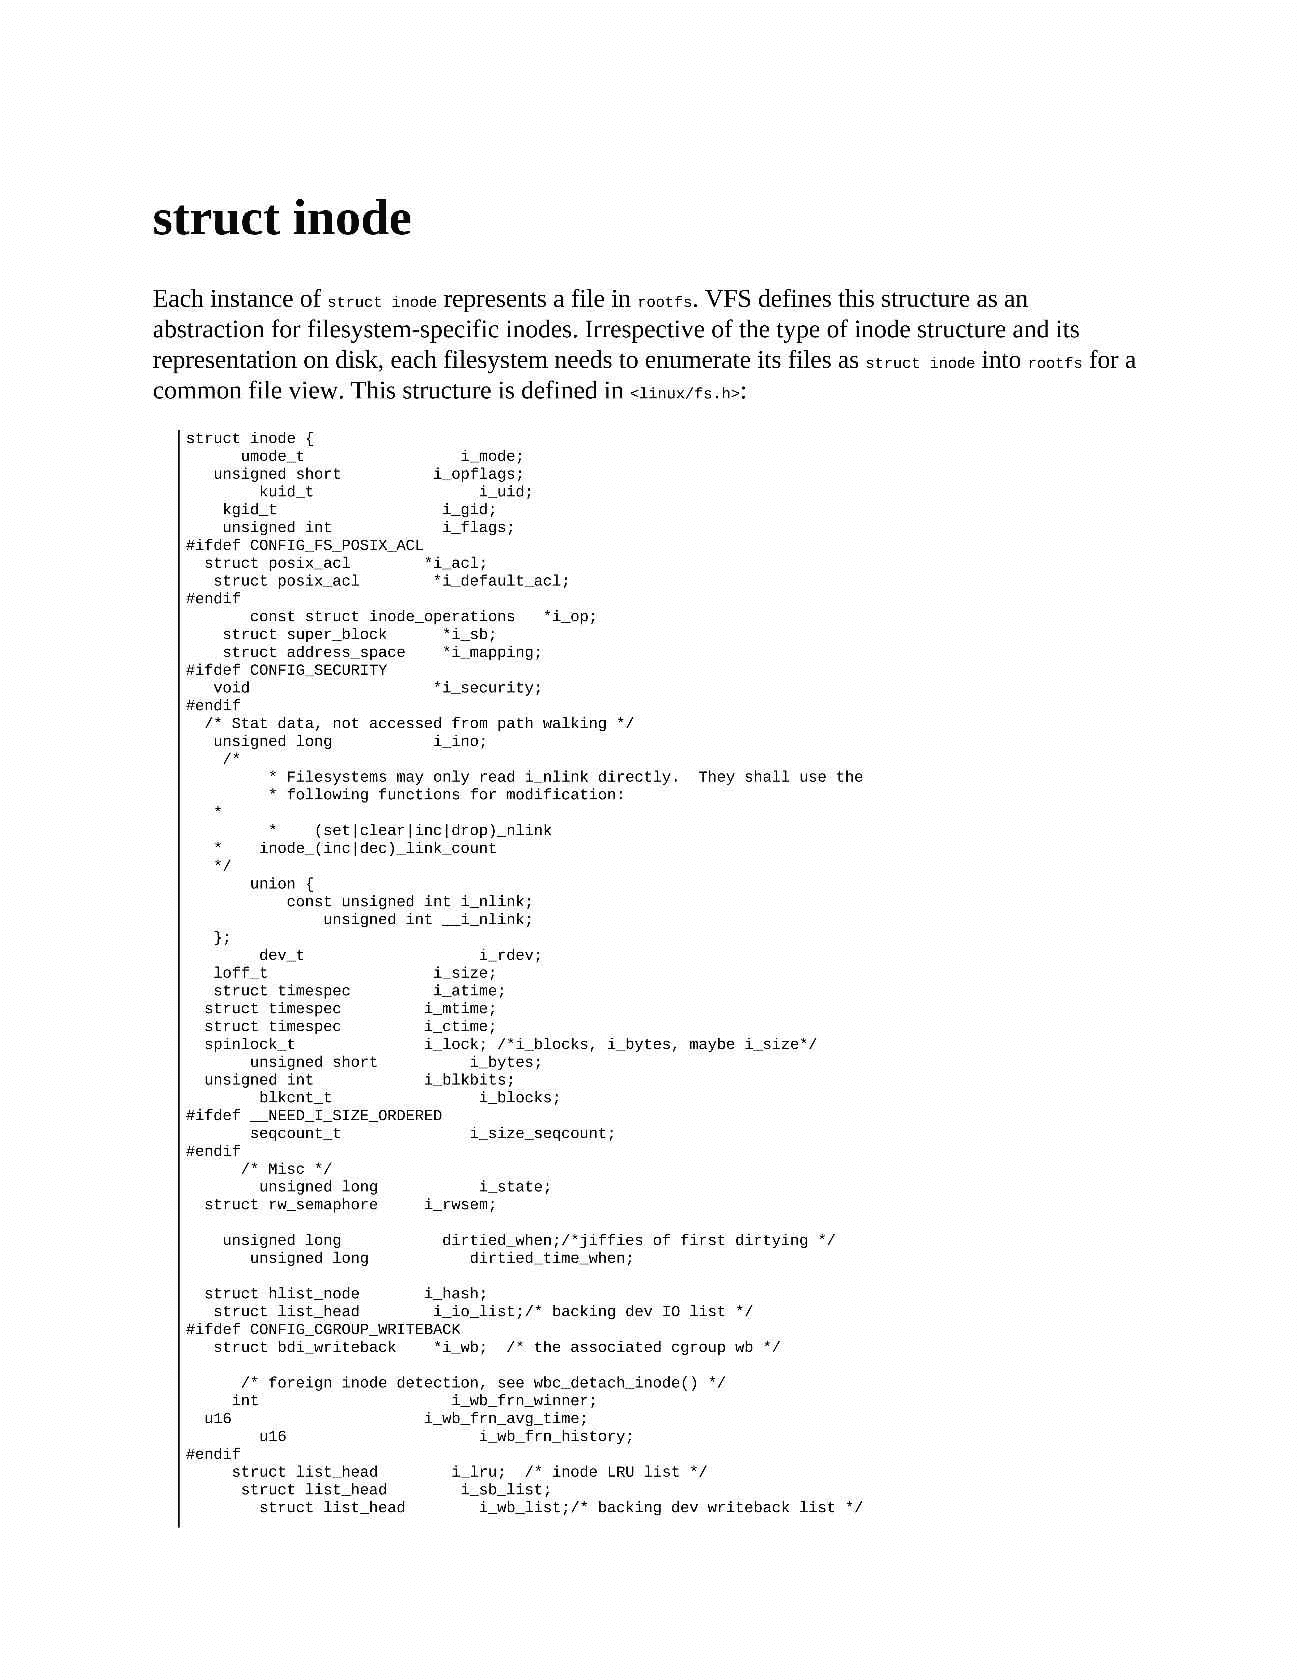 struct inode
Each instance of struct inode represents a file in rootfs. VFS defines this structure as an
abstraction for filesystem-specific inodes. Irrespective of the type of inode structure and its
representation on disk, each filesystem needs to enumerate its files as struct inode into rootfs for a
common file view. This structure is defined in <linux/fs.h>:
struct inode {
      umode_t                 i_mode;
   unsigned short          i_opflags;
        kuid_t                  i_uid;
    kgid_t                  i_gid;
    unsigned int            i_flags;
#ifdef CONFIG_FS_POSIX_ACL
  struct posix_acl        *i_acl;
   struct posix_acl        *i_default_acl;
#endif
       const struct inode_operations   *i_op;
    struct super_block      *i_sb;
    struct address_space    *i_mapping;
#ifdef CONFIG_SECURITY
   void                    *i_security;
#endif
  /* Stat data, not accessed from path walking */
   unsigned long           i_ino;
    /*
         * Filesystems may only read i_nlink directly.  They shall use the
         * following functions for modification:
   *
         *    (set|clear|inc|drop)_nlink
   *    inode_(inc|dec)_link_count
   */
       union {
           const unsigned int i_nlink;
               unsigned int __i_nlink;
   };
        dev_t                   i_rdev;
   loff_t                  i_size;
   struct timespec         i_atime;
  struct timespec         i_mtime;
  struct timespec         i_ctime;
  spinlock_t              i_lock; /*i_blocks, i_bytes, maybe i_size*/
       unsigned short          i_bytes;
  unsigned int            i_blkbits;
        blkcnt_t                i_blocks;
#ifdef __NEED_I_SIZE_ORDERED
       seqcount_t              i_size_seqcount;
#endif
      /* Misc */
        unsigned long           i_state;
  struct rw_semaphore     i_rwsem;
    unsigned long           dirtied_when;/*jiffies of first dirtying */
       unsigned long           dirtied_time_when;
  struct hlist_node       i_hash;
   struct list_head        i_io_list;/* backing dev IO list */
#ifdef CONFIG_CGROUP_WRITEBACK
   struct bdi_writeback    *i_wb;  /* the associated cgroup wb */
      /* foreign inode detection, see wbc_detach_inode() */
     int                     i_wb_frn_winner;
  u16                     i_wb_frn_avg_time;
        u16                     i_wb_frn_history;
#endif
     struct list_head        i_lru;  /* inode LRU list */
      struct list_head        i_sb_list;
        struct list_head        i_wb_list;/* backing dev writeback list */